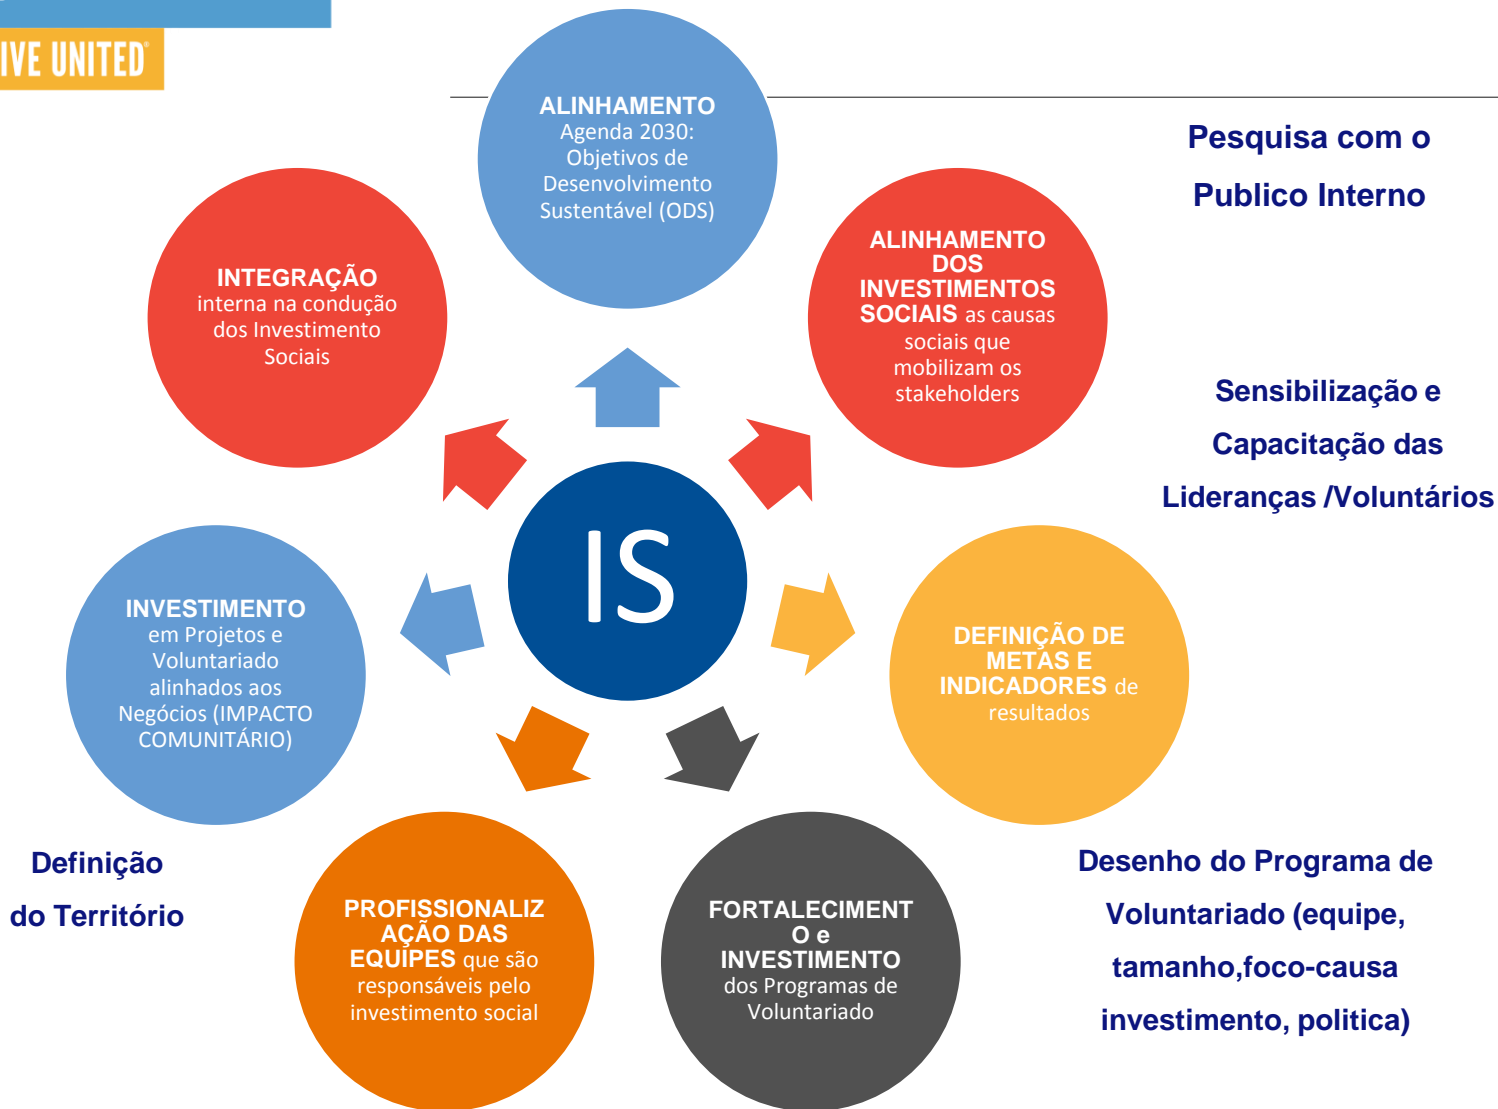 IVE UNITED
ALINHAMENTO
Agenda 2030:
Objetivos de
Desenvolvimento
Sustentável (ODS)
Pesquisa com o
Publico Interno
INTEGRAÇÃO
interna na condução
dos Investimento
Sociais
ALINHAMENTO
DOS
INVESTIMENTOS
SOCIAIS as causas
sociais que
mobilizam os
stakeholders
Sensibilização e
Capacitação das
Lideranças /Voluntários
IS
INVESTIMENTO
em Projetos e
Voluntariado
alinhados aos
Negócios (IMPACTO
COMUNITÁRIO)
DEFINIÇÃO DE
METAS E
INDICADORES de
resultados
Definição
do Território
PROFISSIONALIZ
AÇÃO DAS
EQUIPES que são
responsáveis pelo
investimento social
FORTALECIMENT
O e
INVESTIMENTO
dos Programas de
Voluntariado
Desenho do Programa de
Voluntariado (equipe,
tamanho,foco-causa
investimento, politica)